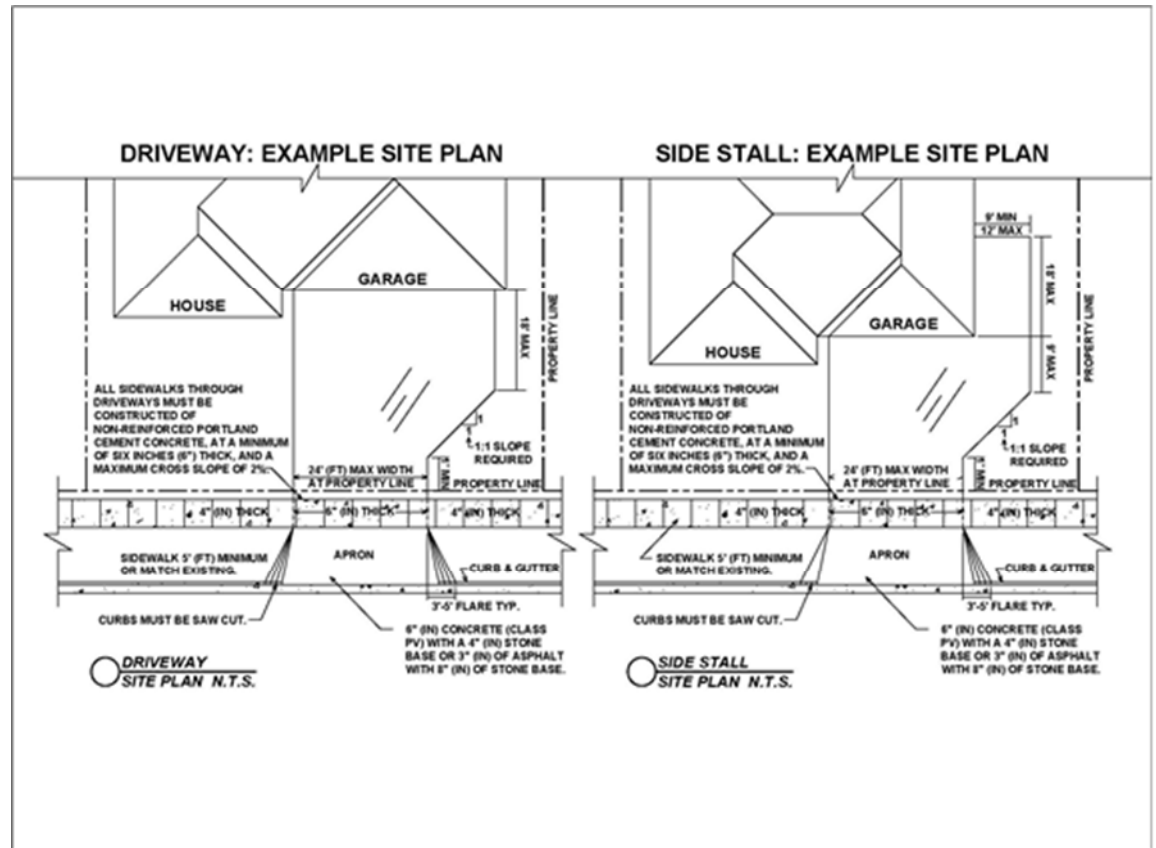 DRIVEWAY: EXAMPLE SITE PLAN
GARAGE
HOUSE
18' MAX
PROPERTY LINE
ALL SIDEWALKS THROUGH
DRIVEWAYS MUST BE
CONSTRUCTED OF
NON-REINFORCED PORTLAND
CEMENT CONCRETE, AT A MINIMUM
OF SIX INCHES (6") THICK, AND A
MAXIMUM CROSS SLOPE OF 2%.
1
1
1:1 SLOPE
REQUIRED
24' (FT) MAX WIDTH
AT PROPERTY LINE
MIN
PROPERTY LINE
4" (IN) THICK
6" (IN) THICK
4" (IN) THICK
SIDEWALK 5' (FT) MINIMUM
OR MATCH EXISTING.
APRON
CURB & GUTTER
3'-5' FLARE TYP.
CURBS MUST BE SAW CUT.
6" (IN) CONCRETE (CLASS
PV) WITH A 4" (IN) STONE
BASE OR 3" (IN) OF ASPHALT
WITH 8" (IN) OF STONE BASE.
DRIVEWAY
SITE PLAN N.T.S.
SIDE STALL: EXAMPLE SITE PLAN
9' MIN
12' MAX
18' MAX
GARAGE
HOUSE
9' MAX
PROPERTY LINE
ALL SIDEWALKS THROUGH
DRIVEWAYS MUST BE
CONSTRUCTED OF
NON-REINFORCED PORTLAND
CEMENT CONCRETE, AT A MINIMUM
OF SIX INCHES (6") THICK, AND A
MAXIMUM CROSS SLOPE OF 2%.
1
1
1:1 SLOPE
REQUIRED
24' (FT) MAX WIDTH
AT PROPERTY LINE
MIN
PROPERTY LINE
4" (IN) THICK
6" (IN) THICK
4" (IN) THICK
SIDEWALK 5' (FT) MINIMUM
OR MATCH EXISTING.
APRON
CURB & GUTTER
3'-5' FLARE TYP.
CURBS MUST BE SAW CUT.
6" (IN) CONCRETE (CLASS
PV) WITH A 4" (IN) STONE
BASE OR 3" (IN) OF ASPHALT
WITH 8" (IN) OF STONE BASE.
SIDE STALL
SITE PLAN N.T.S.